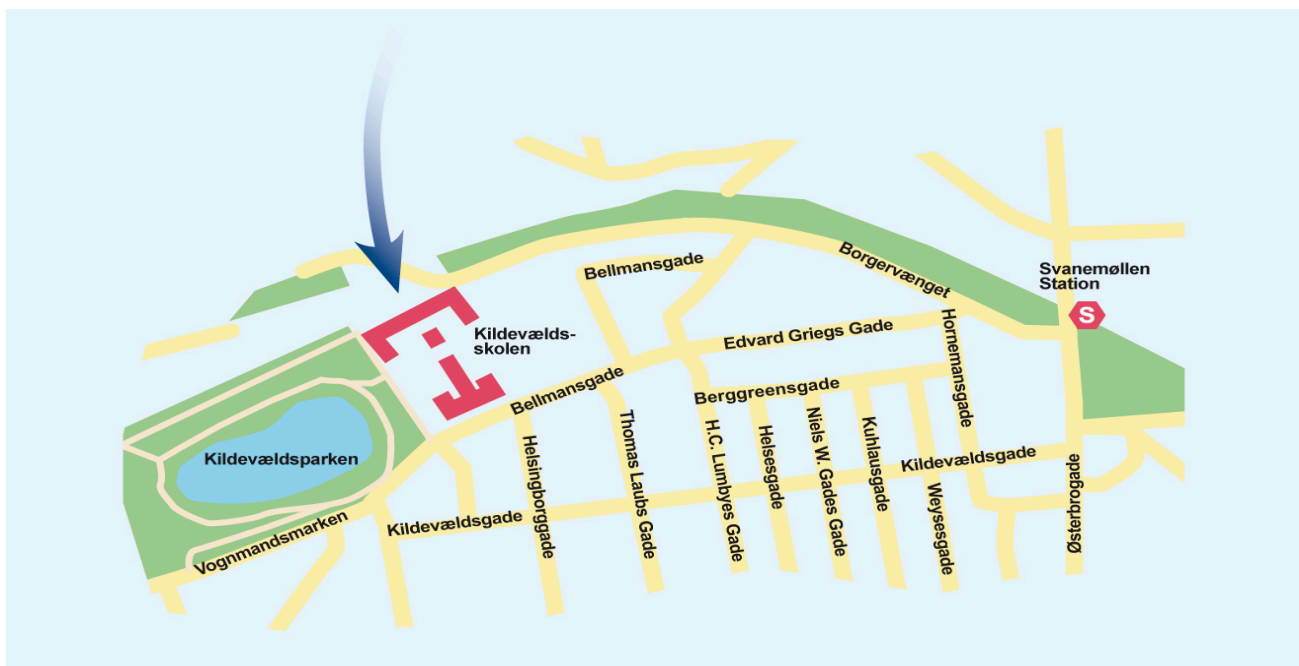 Bellmansgade
Borgervænget
Svanemøllen
Station
S
Kildevælds-
skolen
Edvard Griegs Gade
Hornemansgade
Bellmansgade
Berggreensgade
Kildevældsparken
Helsingborggade
Thomas Laubs Gade
H.C. Lumbyes Gade
Helsesgade
Niels W. Gades Gade
Kuhlausgade
Weysesgade
Kildevældsgade
Østerbrogade
Kildevældsgade
Vognmandsmarken